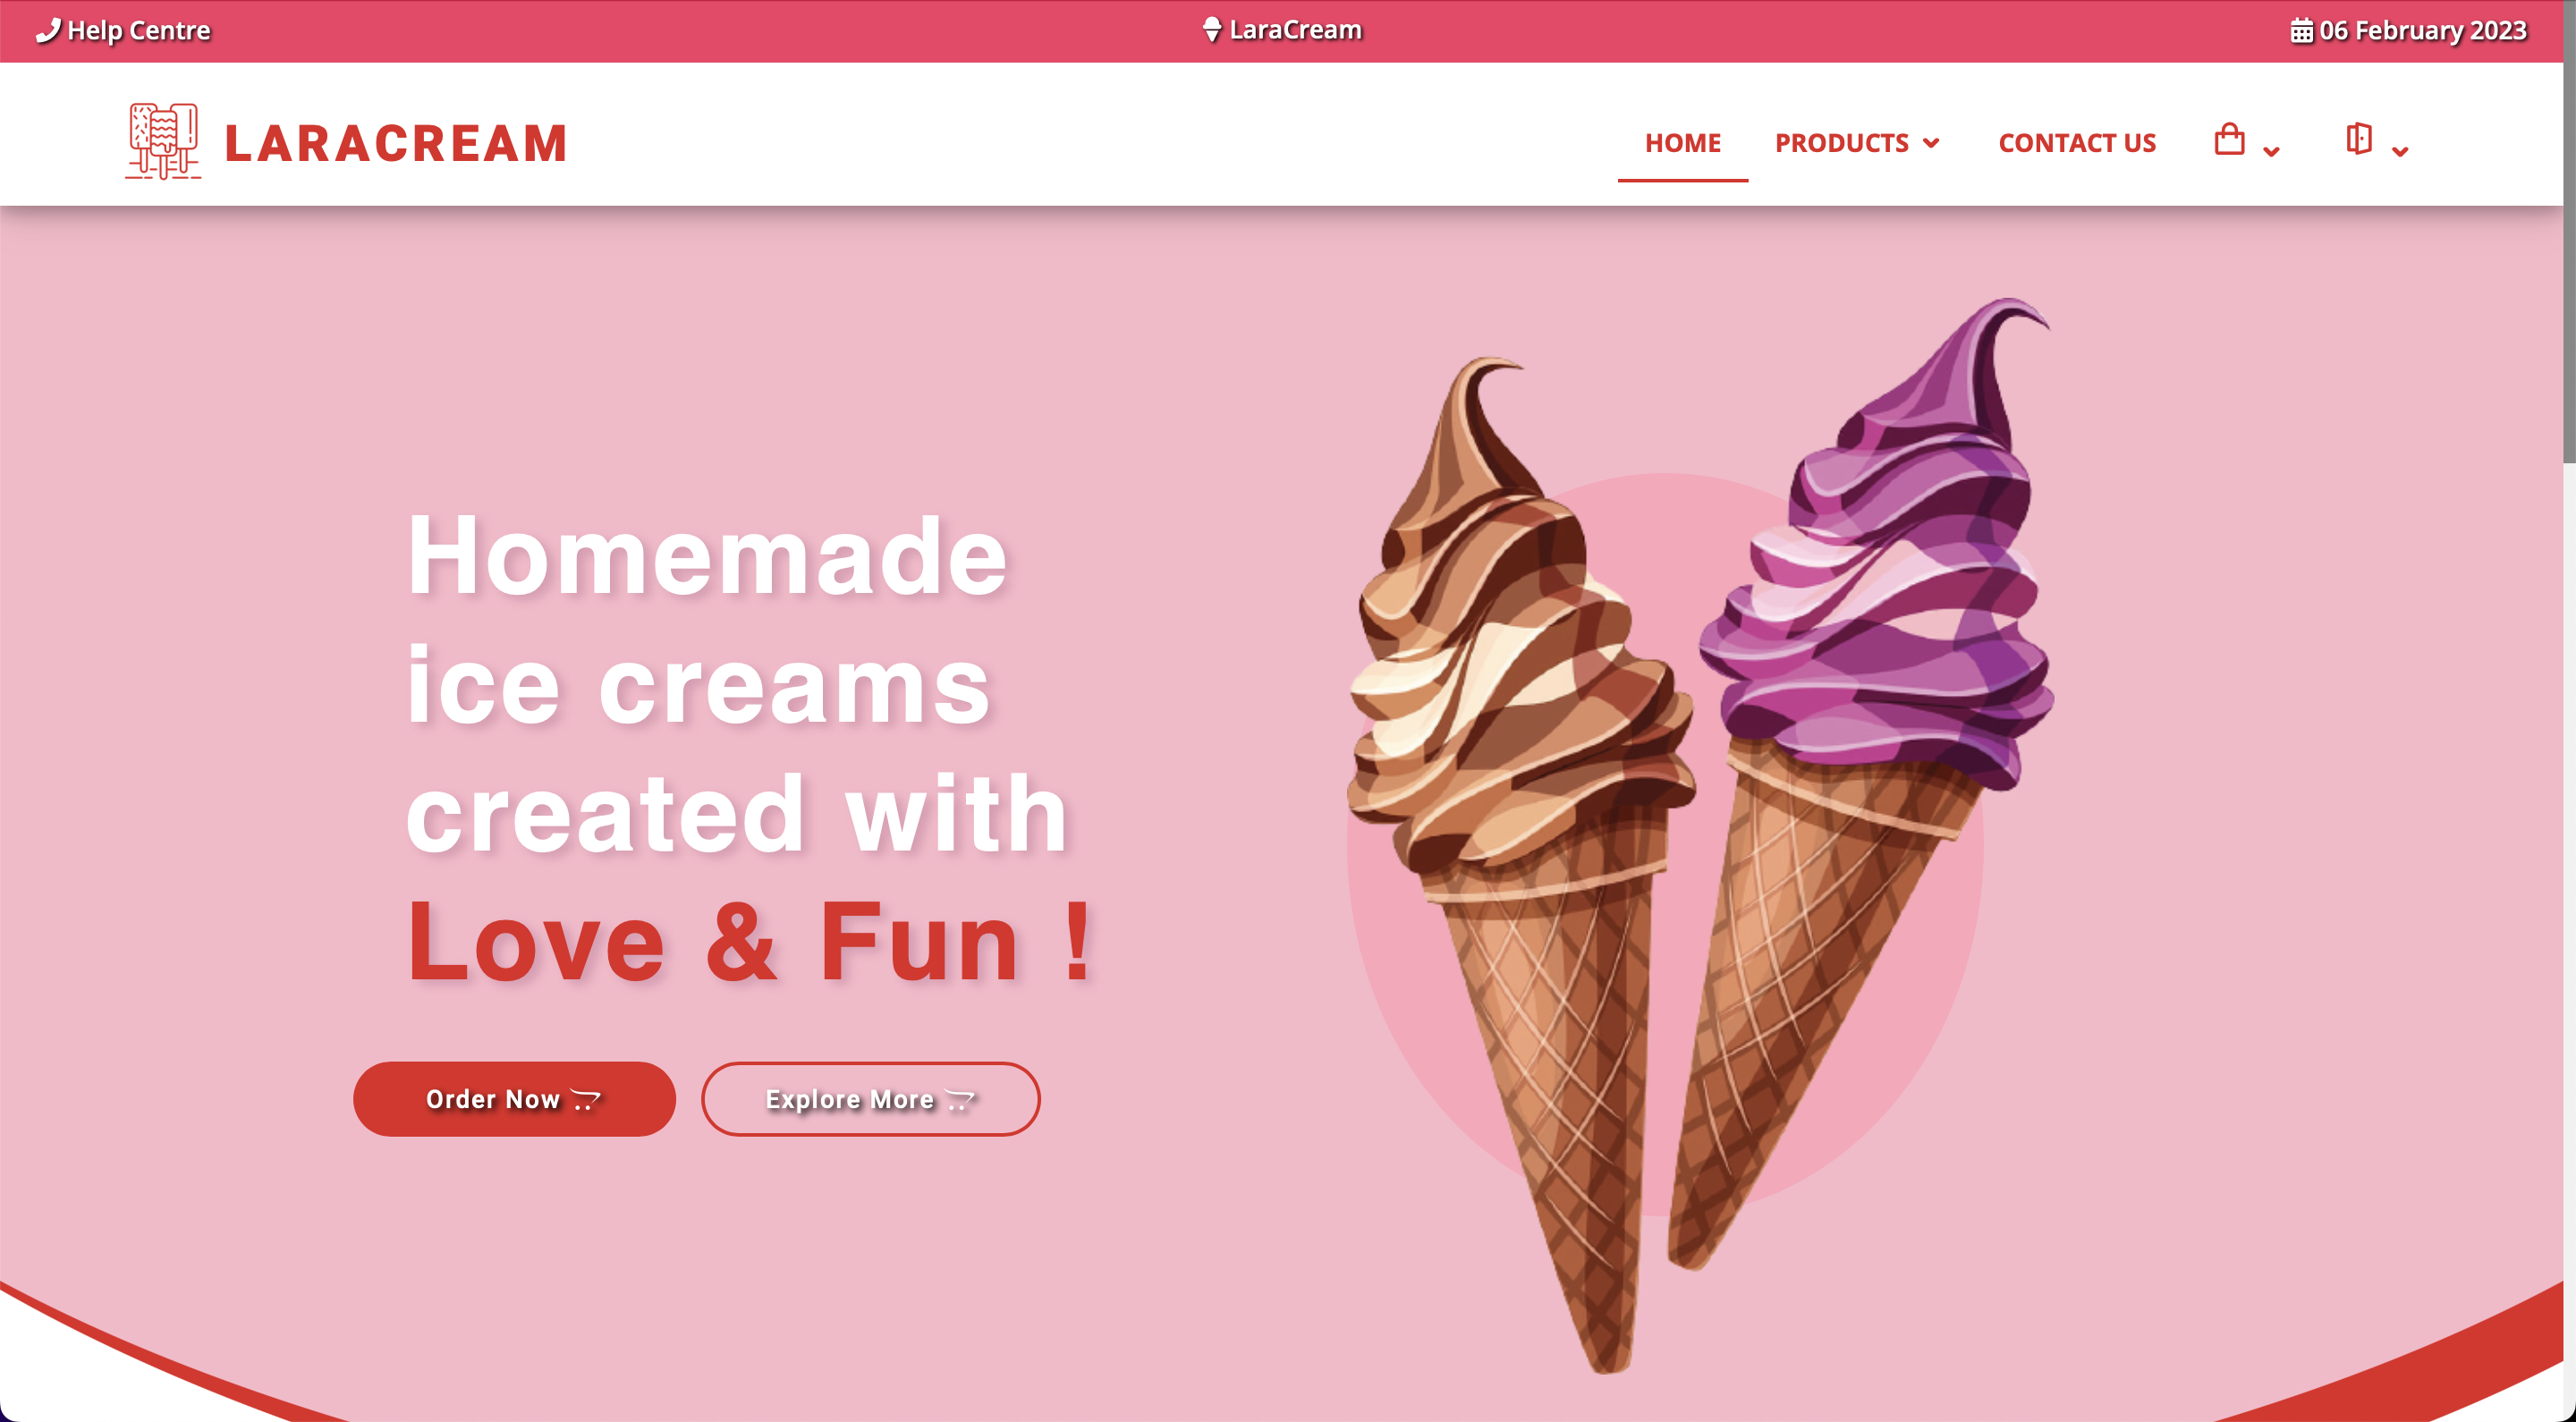 Help Centre
LaraCream
06 February 2023
LARACREAM
HOME
PRODUCTS
CONTACT US
Homemade
ice creams
created with
Love & Fun !
Order Now
Explore More